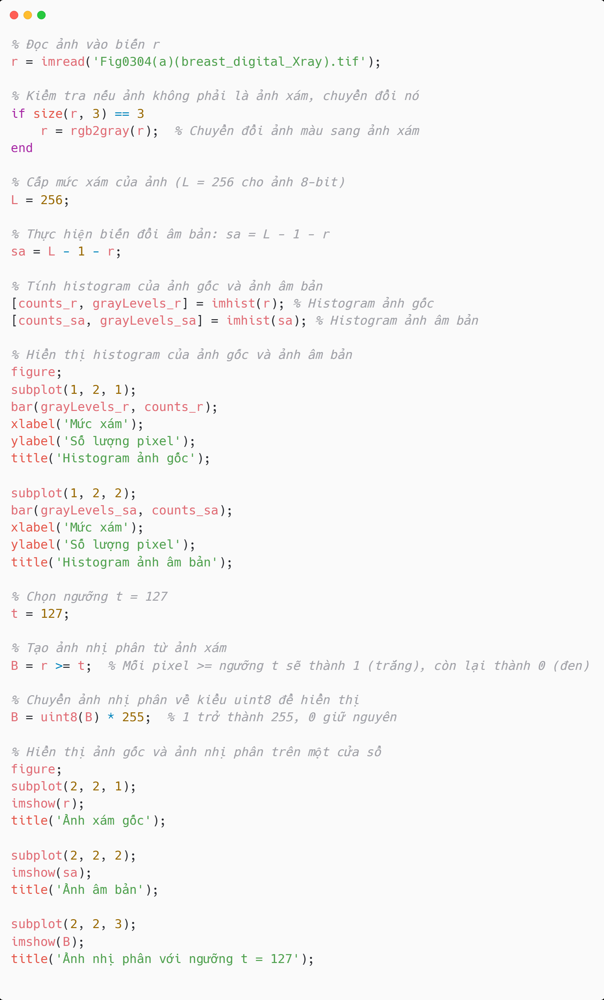 % Đọc ảnh vào biến r
r = imread('Fig0304(a)(breast_digital_Xray).tif');
% Kiểm tra nếu ảnh không phải là ảnh xám, chuyển đổi nó
if size(r, 3) == 3
    r = rgb2gray(r);  % Chuyển đổi ảnh màu sang ảnh xám
end
% Cấp mức xám của ảnh (L = 256 cho ảnh 8-bit)
L = 256;
% Thực hiện biến đổi âm bản: sa = L - 1 - r
sa = L - 1 - r;
% Tính histogram của ảnh gốc và ảnh âm bản
[counts_r, grayLevels_r] = imhist(r); % Histogram ảnh gốc
[counts_sa, grayLevels_sa] = imhist(sa); % Histogram ảnh âm bản
% Hiển thị histogram của ảnh gốc và ảnh âm bản
figure;
subplot(1, 2, 1);
bar(grayLevels_r, counts_r);
xlabel('Mức xám');
ylabel('Số lượng pixel');
title('Histogram ảnh gốc');
subplot(1, 2, 2);
bar(grayLevels_sa, counts_sa);
xlabel('Mức xám');
ylabel('Số lượng pixel');
title('Histogram ảnh âm bản');
% Chọn ngưỡng t = 127
t = 127;
% Tạo ảnh nhị phân từ ảnh xám
B = r >= t;  % Mỗi pixel >= ngưỡng t sẽ thành 1 (trắng), còn lại thành 0 (đen)
% Chuyển ảnh nhị phân về kiểu uint8 để hiển thị
B = uint8(B) * 255;  % 1 trở thành 255, 0 giữ nguyên
% Hiển thị ảnh gốc và ảnh nhị phân trên một cửa sổ
figure;
subplot(2, 2, 1);
imshow(r);
title('Ảnh xám gốc');
subplot(2, 2, 2);
imshow(sa);
title('Ảnh âm bản');
subplot(2, 2, 3);
imshow(B);
title('Ảnh nhị phân với ngưỡng t = 127');